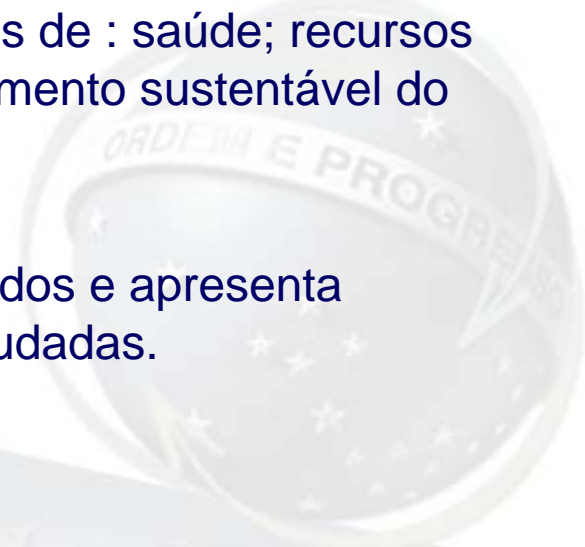 s de : saúde; recursos
mento sustentável do
ORDEM E PROGRESSO
dos e apresenta
udadas.